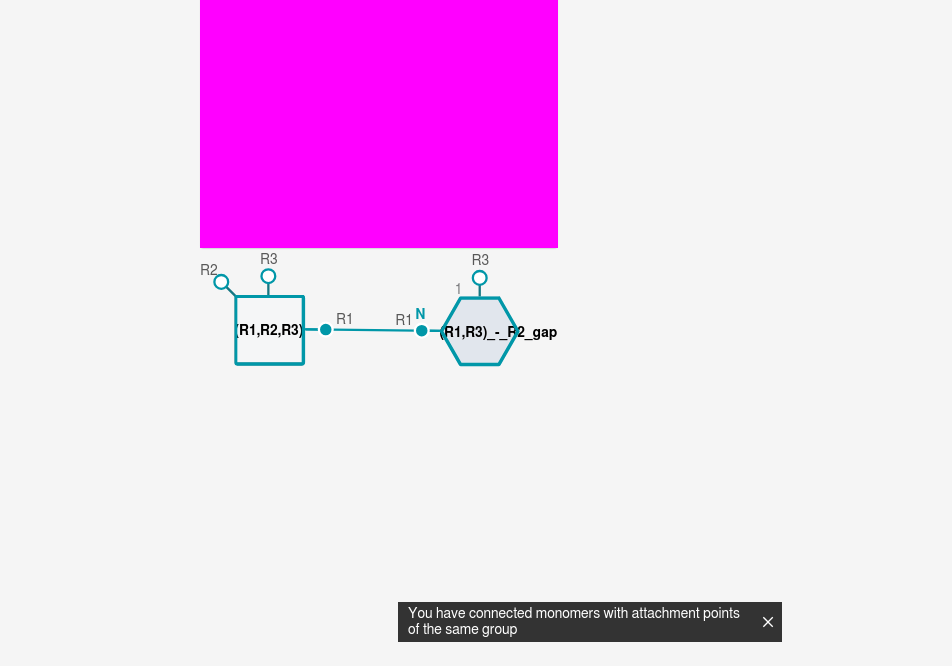 R2
R3
R3
1
(R1,R2,R3)
R1
R1
N
(R1,R3)_-_R2_gap
You have connected monomers with attachment points
of the same group